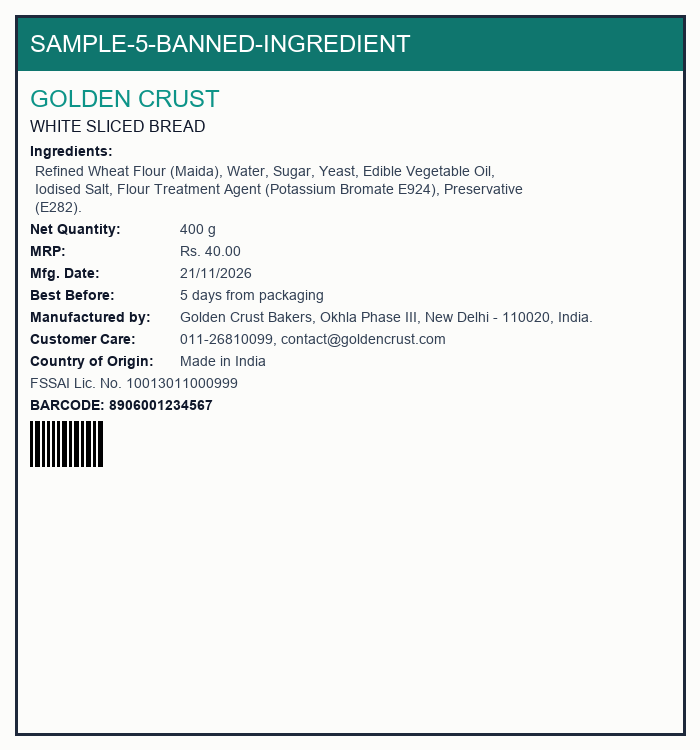 SAMPLE-5-BANNED-INGREDIENT
GOLDEN CRUST
WHITE SLICED BREAD
Ingredients:
Refined Wheat Flour (Maida), Water, Sugar, Yeast, Edible Vegetable Oil,
Iodised Salt, Flour Treatment Agent (Potassium Bromate E924), Preservative
(E282).
Net Quantity: 400 g
MRP: Rs. 40.00
Mfg. Date: 21/11/2026
Best Before: 5 days from packaging
Manufactured by: Golden Crust Bakers, Okhla Phase III, New Delhi - 110020, India.
Customer Care: 011-26810099, contact@goldencrust.com
Country of Origin: Made in India
FSSAI Lic. No. 10013011000999
BARCODE: 8906001234567